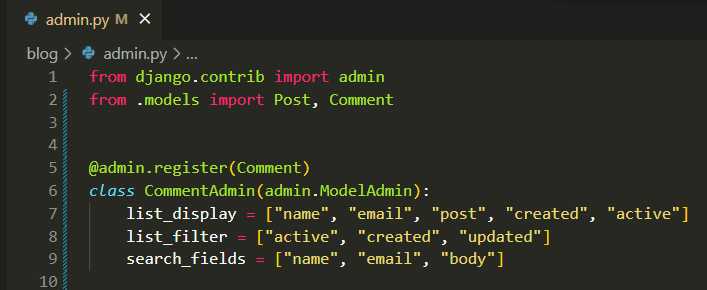 admin.py M ×
blog > admin.py > ...
1 from django.contrib import admin
2 from .models import Post, Comment
3
4
5 @admin.register(Comment)
6 class CommentAdmin(admin.ModelAdmin):
7     list_display = ["name", "email", "post", "created", "active"]
8     list_filter = ["active", "created", "updated"]
9     search_fields = ["name", "email", "body"]
10